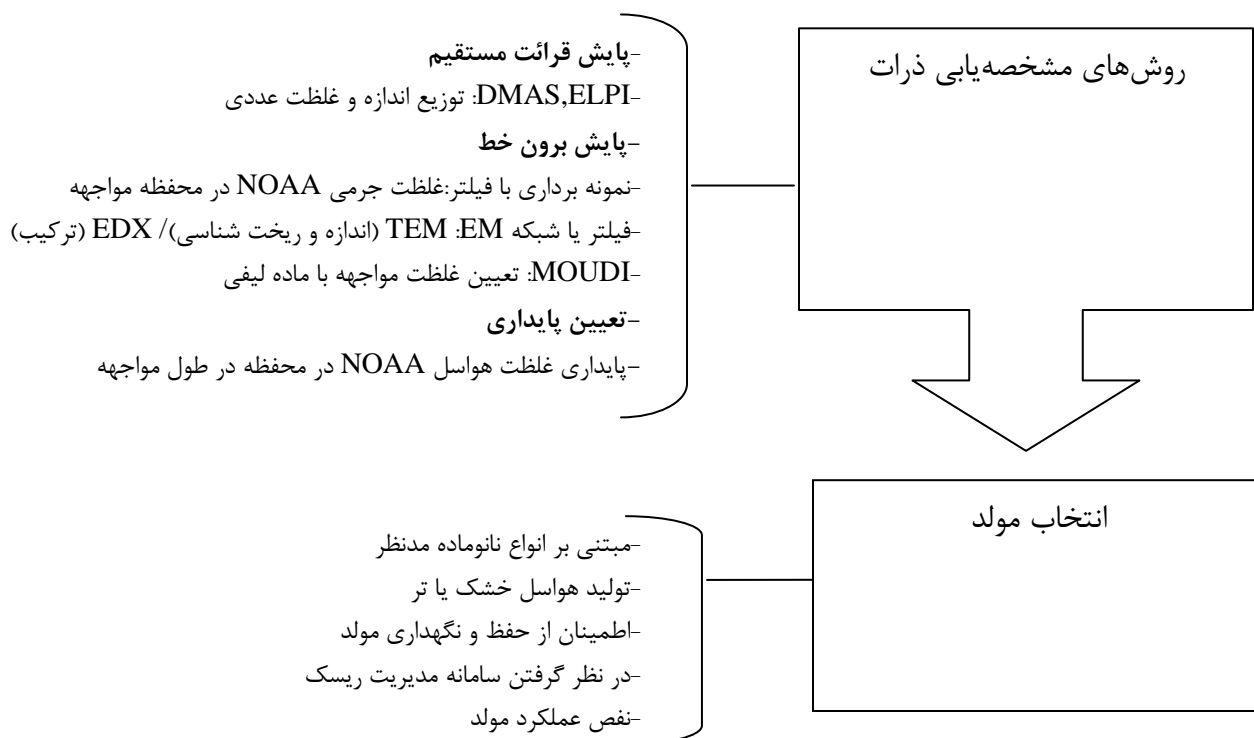 روش‌های مشخصه‌یابی ذرات
-پایش قرائت مستقیم
-DMAS,ELPI: توزیع اندازه و غلظت عددی
-پایش برون خط
-نمونه برداری با فیلتر:غلظت جرمی NOAA در محفظه مواجهه
-فیلتر یا شبکه TEM :EM (اندازه و ریخت شناسی)/ EDX (ترکیب)
-MOUDI: تعیین غلظت مواجهه با ماده لیفی
-تعیین پایداری
-پایداری غلظت هواسل NOAA در محفظه در طول مواجهه
انتخاب مولد
-مبتنی بر انواع نانوماده مدنظر
-تولید هواسل خشک یا تر
-اطمینان از حفظ و نگهداری مولد
-در نظر گرفتن سامانه مدیریت ریسک
-نفص عملکرد مولد